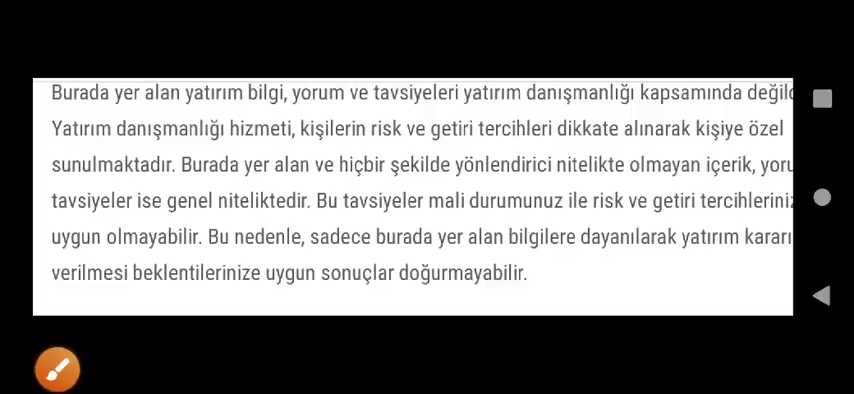 Burada yer alan yatırım bilgi, yorum ve tavsiyeleri yatırım danışmanlığı kapsamında
Yatırım danışmanlığı hizmeti, kişilerin risk ve getiri tercihleri dikkate alınarak kişiye özel
sunulmaktadır. Burada yer alan ve hiçbir şekilde yönlendirici nitelikte olmayan içerik,
tavsiyeler ise genel niteliktedir. Bu tavsiyeler mali durumunuz ile risk ve getiri
uygun olmayabilir. Bu nedenle, sadece burada yer alan bilgilere dayanılarak yatırım kararı
verilmesi beklentilerinize uygun sonuçlar doğurmayabilir.